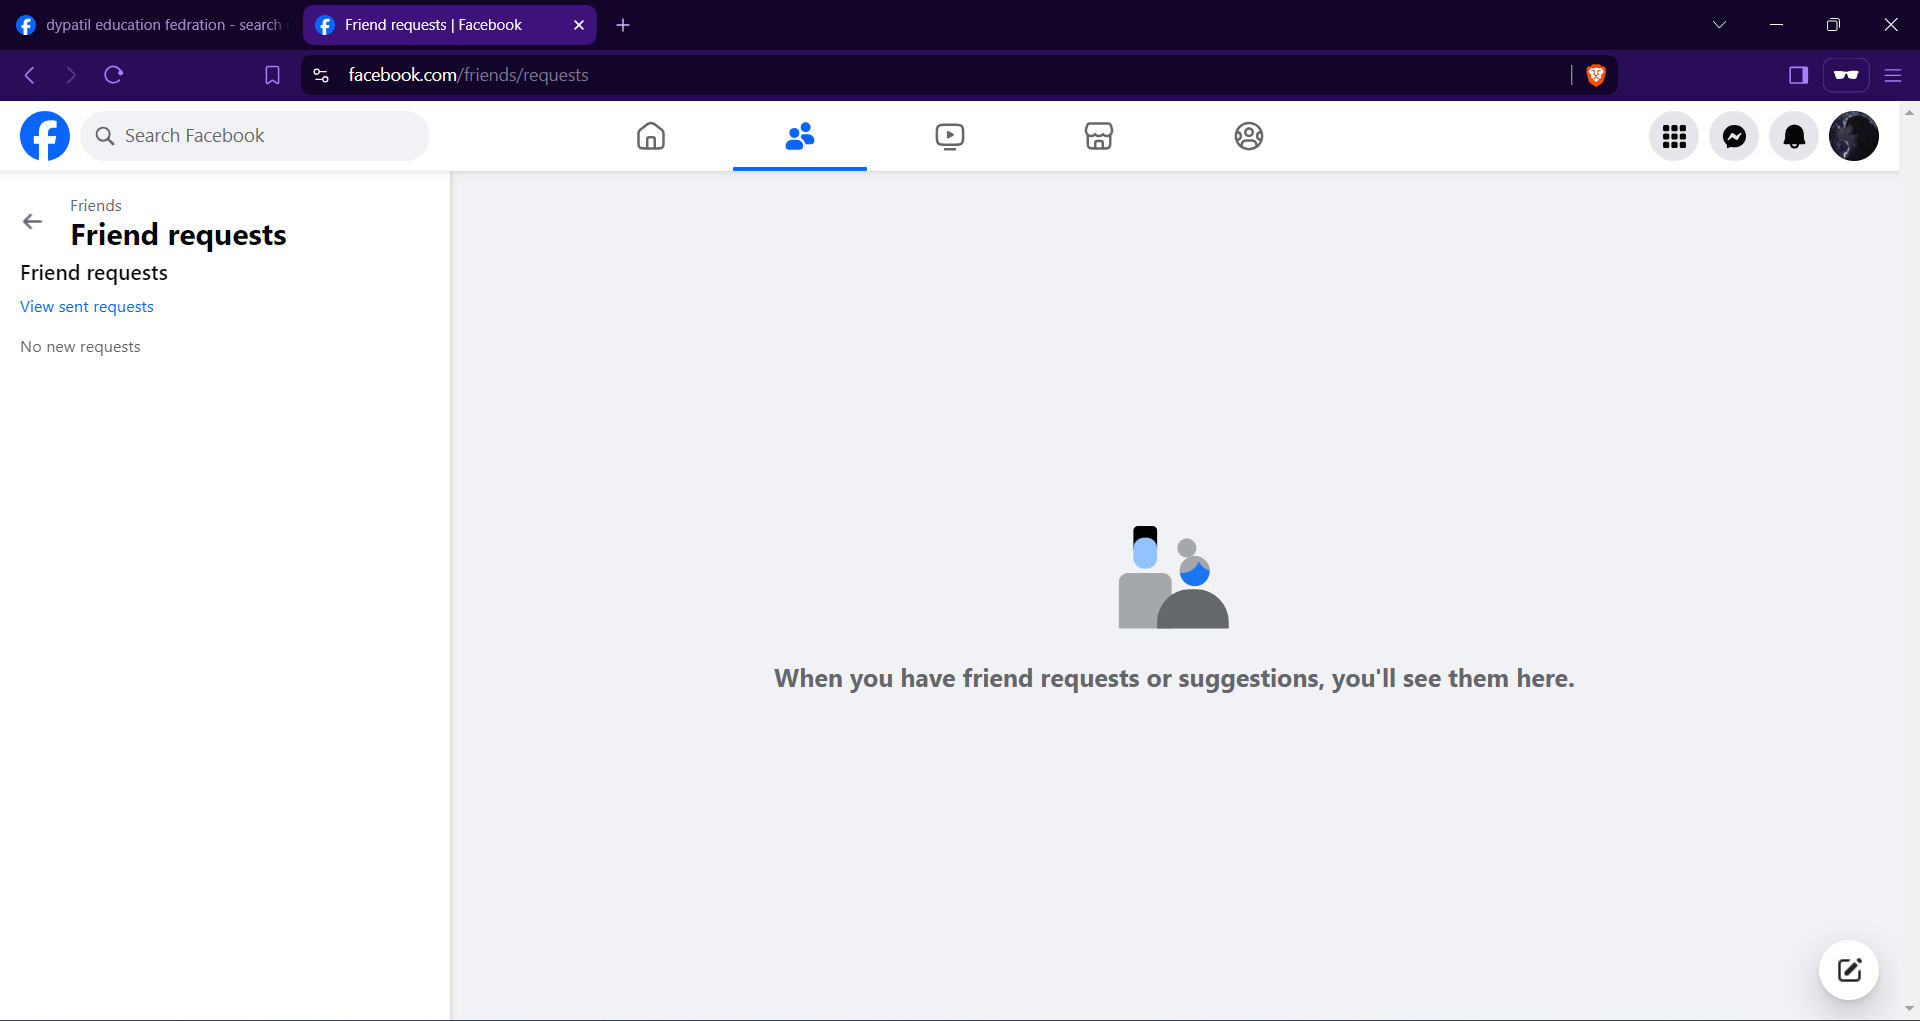 dypatil education fedration - search
Friend requests | Facebook
facebook.com/friends/requests
Search Facebook
Friends
Friend requests
Friend requests
View sent requests
No new requests
When you have friend requests or suggestions, you'll see them here.